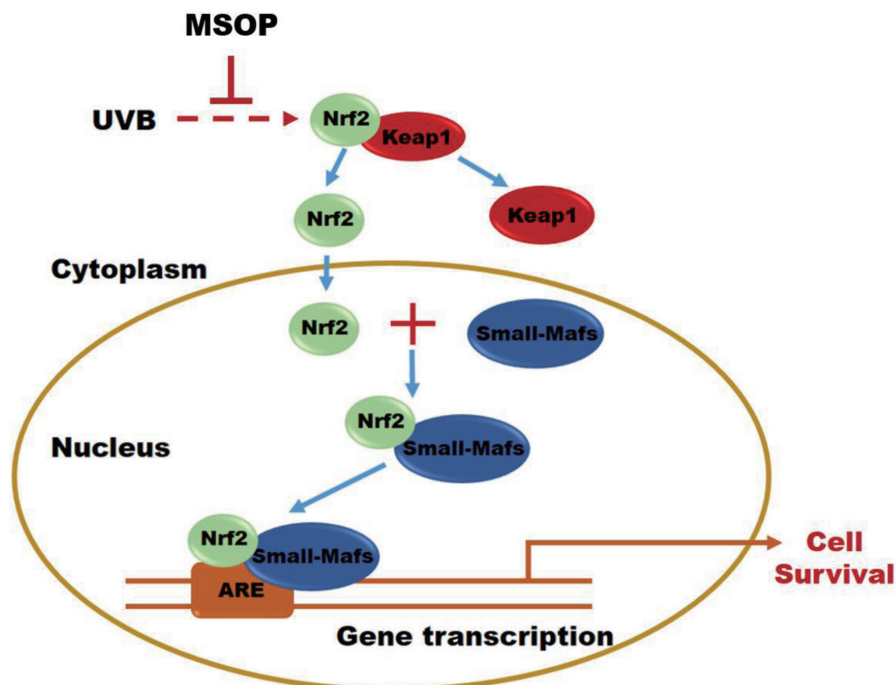 MSOP
UVB
Nrf2
Keap1
Nrf2
Keap1
Cytoplasm
Nrf2
Small-Mafs
Nrf2
Small-Mafs
Nucleus
Nrf2
Small-Mafs
ARE
Cell
Survival
Gene transcription